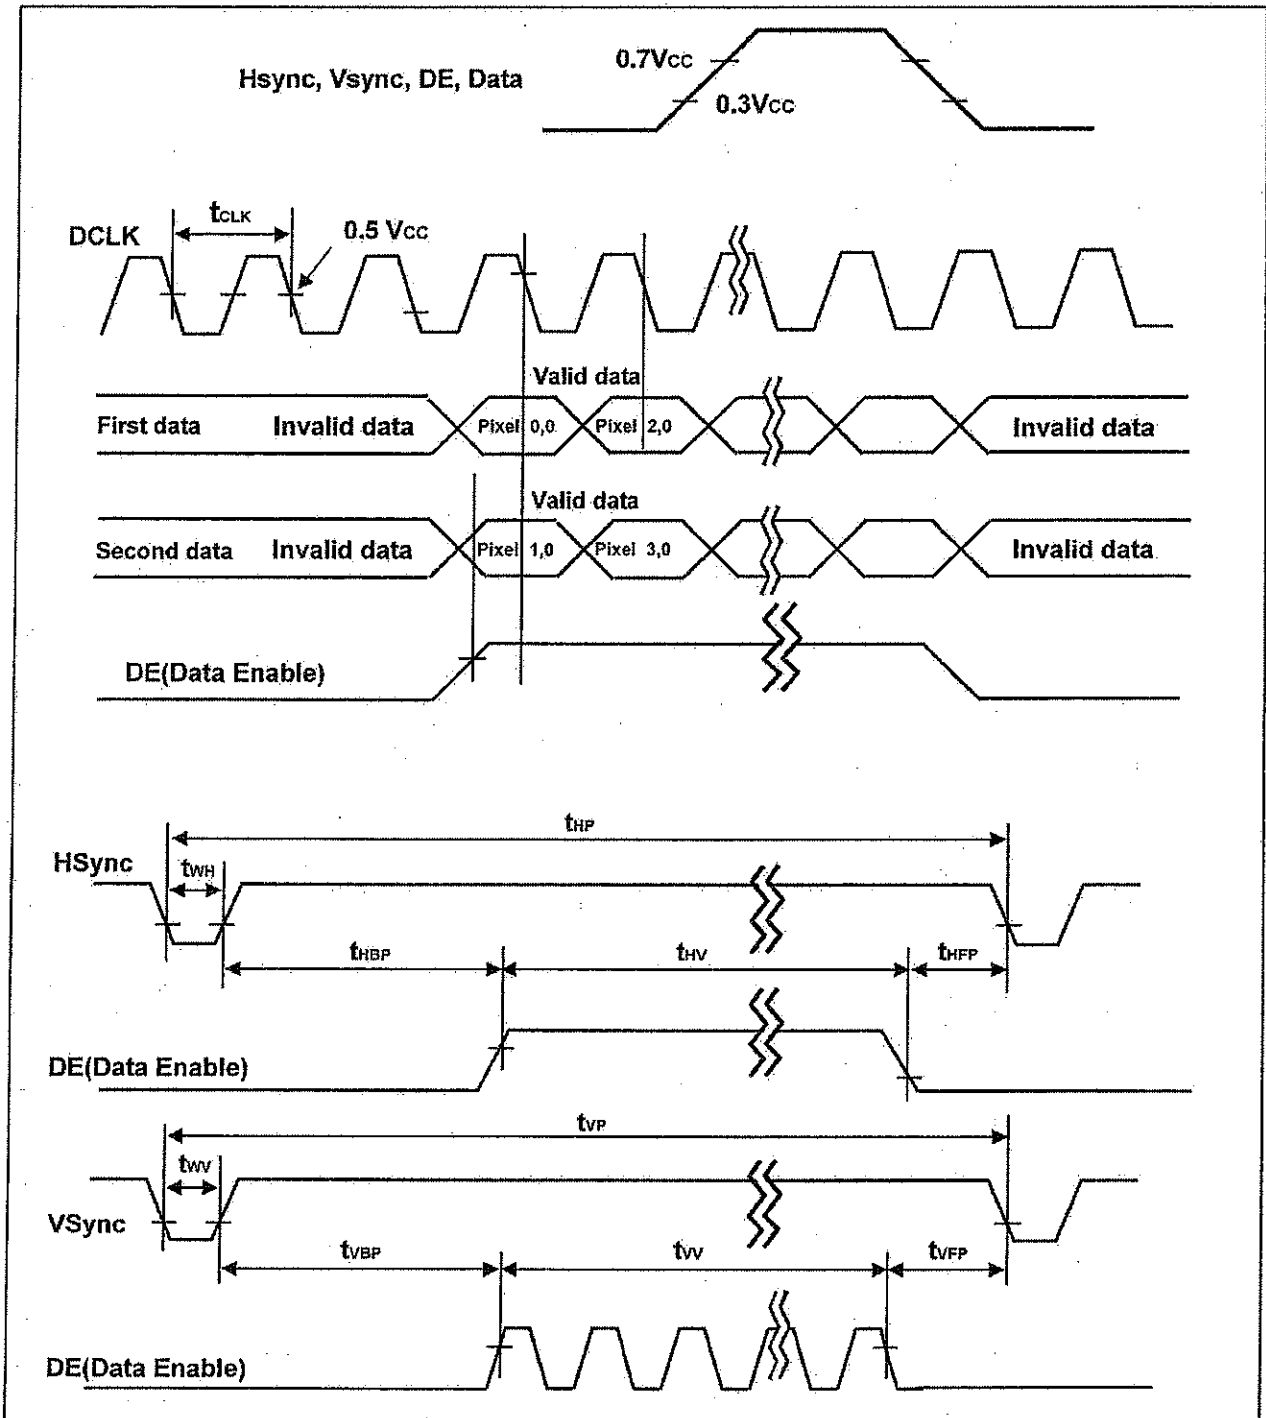 0.7Vcc
Hsync, Vsync, DE, Data
0.3Vcc
tCLK
DCLK
0.5 Vcc
Valid data
First data Invalid data Pixel 0,0 Pixel 2,0 Invalid data
Valid data
Second data Invalid data Pixel 1,0 Pixel 3,0 Invalid data
DE(Data Enable)
tHP
HSync
tWH
tHBP tHV tHFP
DE(Data Enable)
tVP
tWV
VSync
tVBP tVV tVFP
DE(Data Enable)